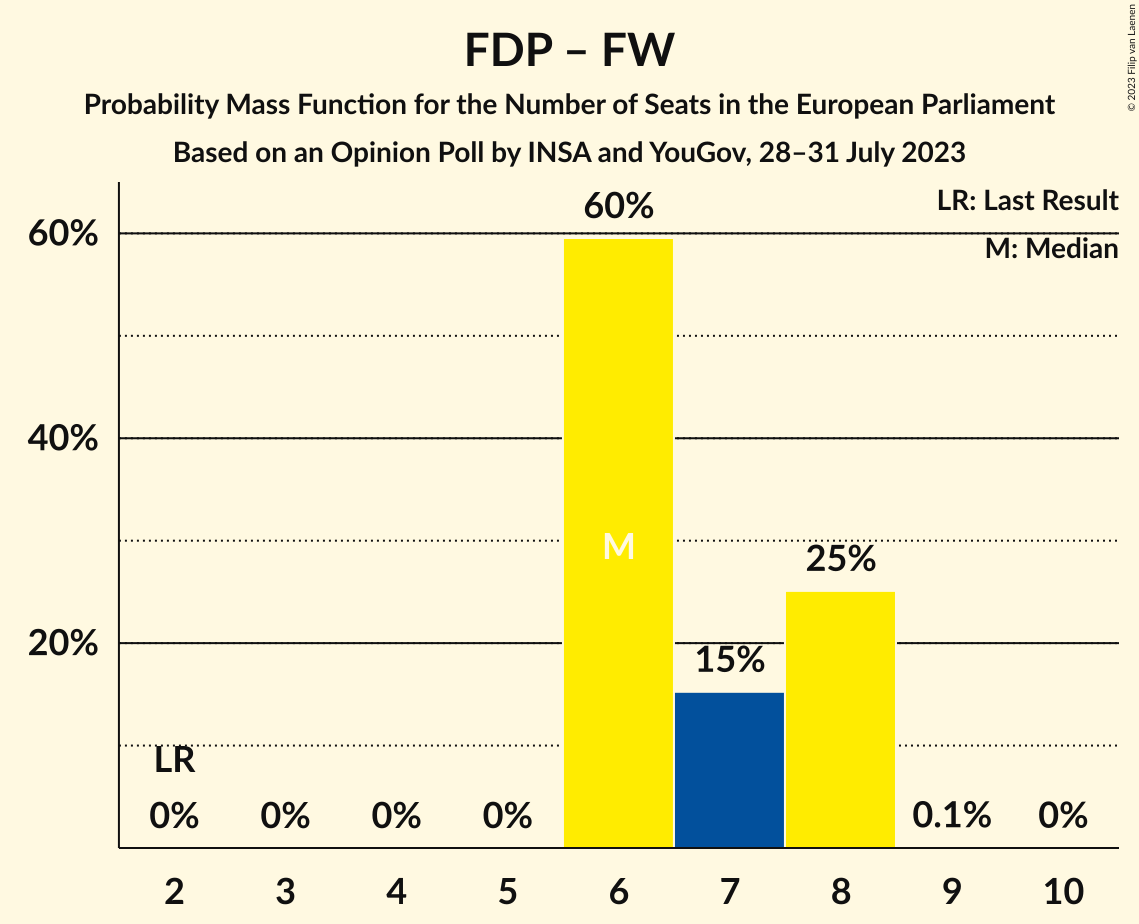 FDP – FW
Probability Mass Function for the Number of Seats in the European Parliament
Based on an Opinion Poll by INSA and YouGov, 28–31 July 2023
© 2023 Filip van Laenen
LR: Last Result
M: Median
60%
40%
20%
LR
0%
0%
0%
0%
60%
M
15%
25%
0.1%
0%
2
3
4
5
6
7
8
9
10